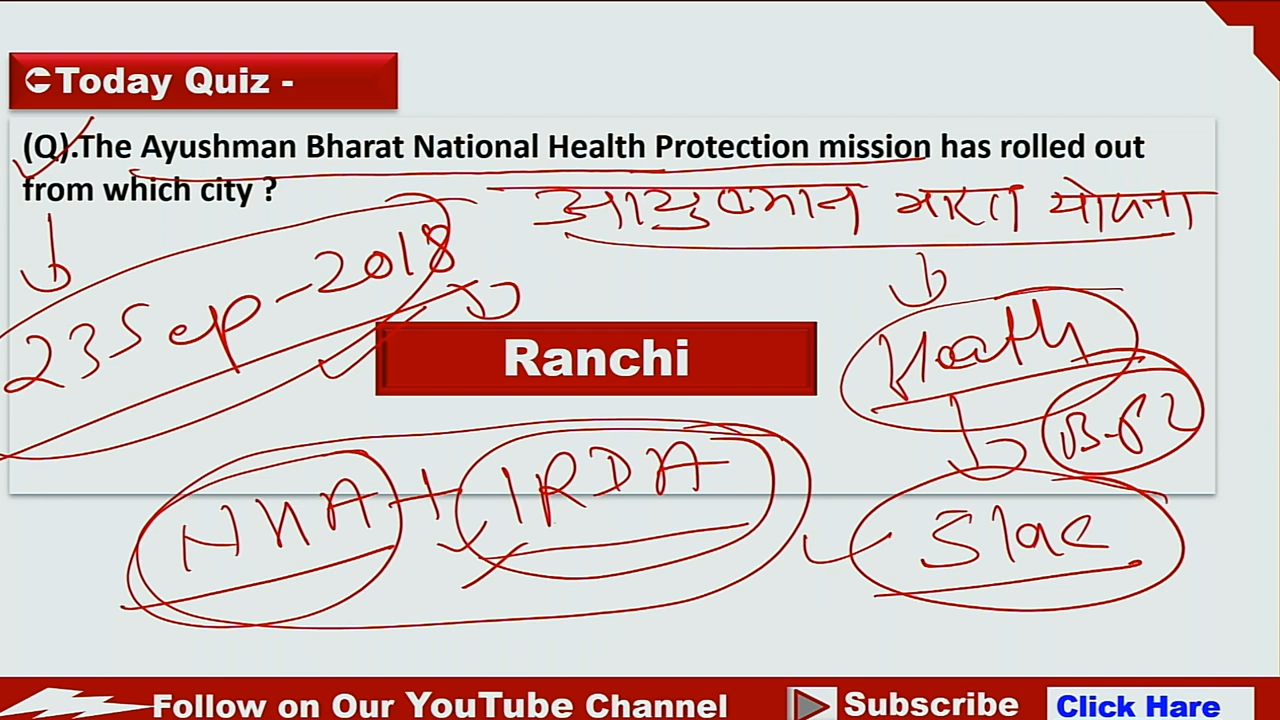 Today Quiz -
(Q).The Ayushman Bharat National Health Protection mission has rolled out
from which city ?
आयुष्मान भारत योजना
23 Sep - 2018
Ranchi
Heath
NHA + IRDA
5 lac
Follow on Our YouTube Channel
Subscribe
Click Hare